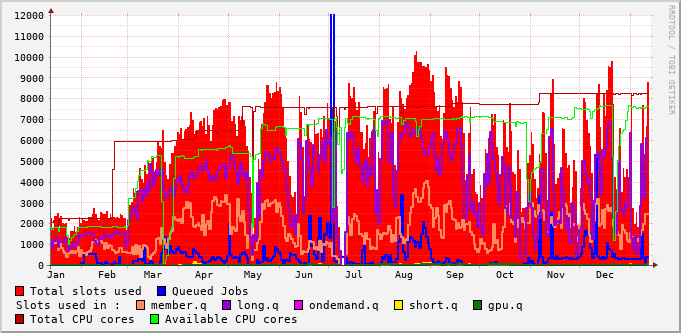 12000
11000
10000
9000
8000
7000
6000
5000
4000
3000
2000
1000
0
Jan Feb Mar Apr May Jun Jul Aug Sep Oct Nov Dec
RRDTOOL / TOBI OETIKER
Total slots used Queued Jobs
Slots used in : member.q long.q ondemand.q short.q gpu.q
Total CPU cores Available CPU cores